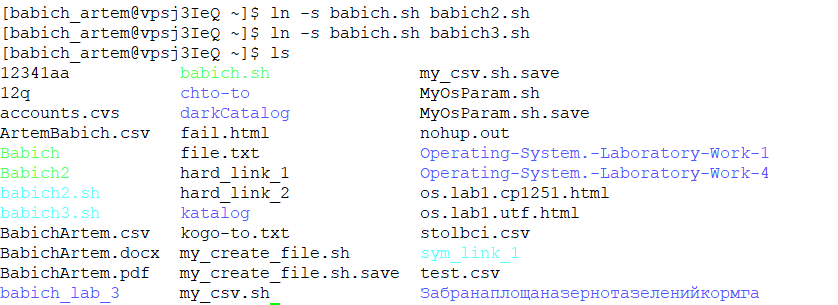 [babich_artem@vpsj3IeQ ~]$ ln -s babich.sh babich2.sh
[babich_artem@vpsj3IeQ ~]$ ln -s babich.sh babich3.sh
[babich_artem@vpsj3IeQ ~]$ ls
12341aa babich.sh my_csv.sh.save
12q chto-to MyOsParam.sh
accounts.cvs darkCatalog MyOsParam.sh.save
ArtemBabich.csv fail.html nohup.out
Babich file.txt Operating-System.-Laboratory-Work-1
Babich2 hard_link_1 Operating-System.-Laboratory-Work-4
babich2.sh hard_link_2 os.lab1.cp1251.html
babich3.sh katalog os.lab1.utf.html
BabichArtem.csv kogo-to.txt stolbci.csv
BabichArtem.docx my_create_file.sh sym_link_1
BabichArtem.pdf my_create_file.sh.save test.csv
babich_lab_3 my_csv.sh Забранаплощаназернотазеленийкормга